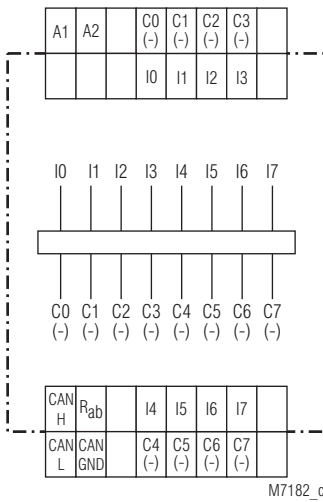 A1 A2 C0 (-) C1 (-) C2 (-) C3 (-)
I0 I1 I2 I3
I0 I1 I2 I3 I4 I5 I6 I7
C0 C1 C2 C3 C4 C5 C6 C7
(-) (-) (-) (-) (-) (-) (-) (-)
CAN H Rab I4 I5 I6 I7
CAN L CAN GND C4 (-) C5 (-) C6 (-) C7 (-)